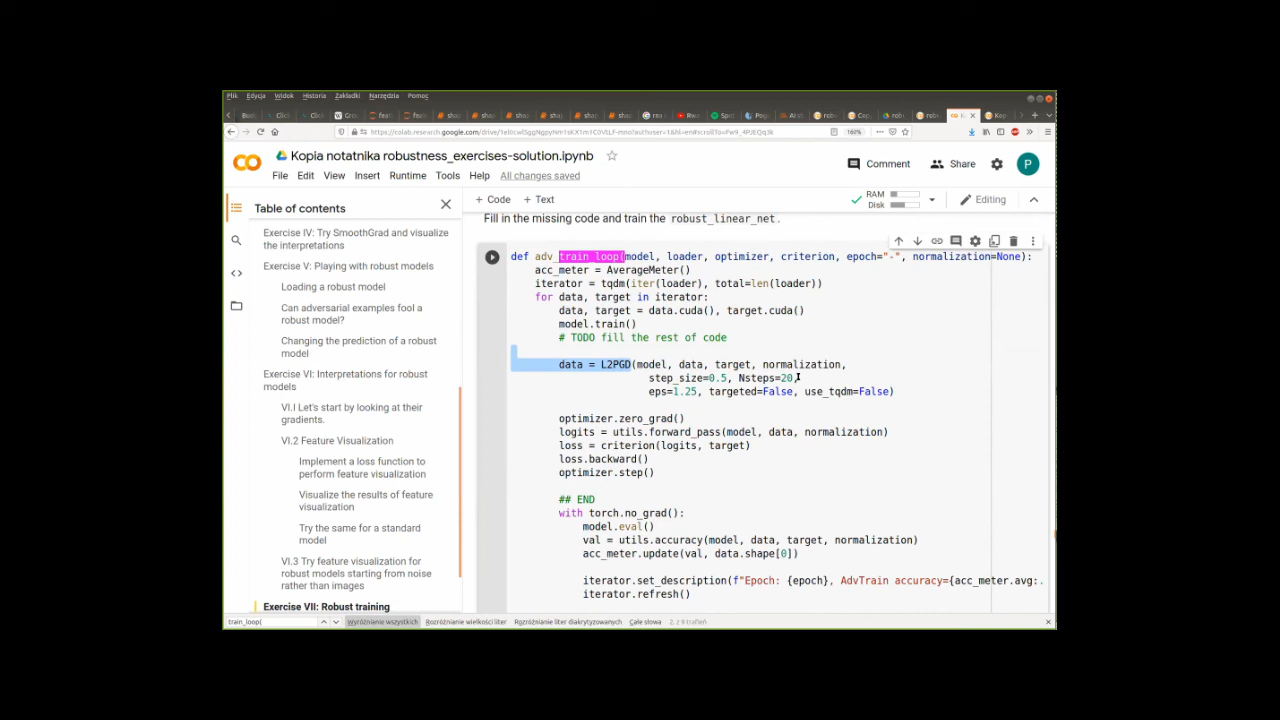 Plik Edycja Widok Historia Zakładki Narzędzia Pomoc
https://colab.research.google.com/drive/
160%
Kopia notatnika robustness_exercises-solution.ipynb
Comment Share P
File Edit View Insert Runtime Tools Help All changes saved
Table of contents
+ Code + Text
RAM
Disk
Editing
Exercise IV: Try SmoothGrad and visualize
the interpretations
Exercise V: Playing with robust models
Loading a robust model
Can adversarial examples fool a
robust model?
Changing the prediction of a robust
model
Exercise VI: Interpretations for robust
models
VI.I Let's start by looking at their
gradients.
VI.2 Feature Visualization
Implement a loss function to
perform feature visualization
Visualize the results of feature
visualization
Try the same for a standard
model
VI.3 Try feature visualization for
robust models starting from noise
rather than images
Exercise VII: Robust training
Fill in the missing code and train the robust_linear_net.
def adv_train_loop(model, loader, optimizer, criterion, epoch="-", normalization=None):
acc_meter = AverageMeter()
iterator = tqdm(iter(loader), total=len(loader))
for data, target in iterator:
data, target = data.cuda(), target.cuda()
model.train()
# TODO fill the rest of code
data = L2PGD(model, data, target, normalization,
step_size=0.5, Nsteps=20,
eps=1.25, targeted=False, use_tqdm=False)
optimizer.zero_grad()
logits = utils.forward_pass(model, data, normalization)
loss = criterion(logits, target)
loss.backward()
optimizer.step()
## END
with torch.no_grad():
model.eval()
val = utils.accuracy(model, data, target, normalization)
acc_meter.update(val, data.shape[0])
iterator.set_description(f"Epoch: {epoch}, AdvTrain accuracy={acc_meter.avg:.
iterator.refresh()
train_loop( Wyróżnianie wszystkich Rozróżnianie wielkości liter Rozróżnianie diakrytyzowanych Całe słowa 2. z 9 trafień